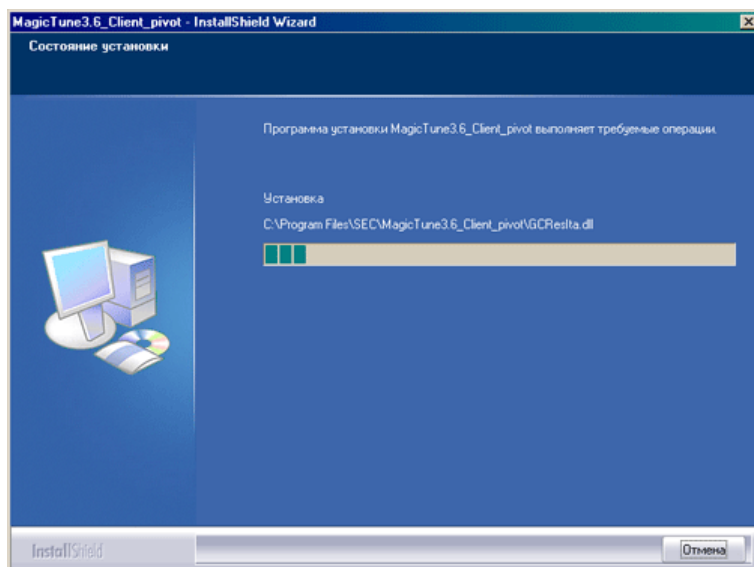 MagicTune3.6_Client_pivot - InstallShield Wizard
Состояние установки
Программа установки MagicTune3.6_Client_pivot выполняет требуемые операции.
Установка
C:\Program Files\SEC\MagicTune3.6_Client_pivot\GCResIta.dll
InstallShield
Отмена